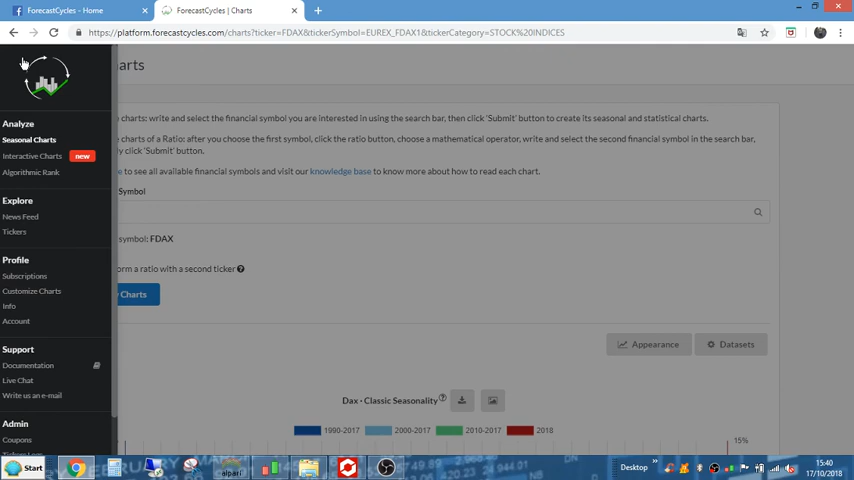 ForecastCycles - Home
ForecastCycles | Charts
https://platform.forecastcycles.com/charts?ticker=FDAX&tickerSymbol=EUREX_FDAX1&tickerCategory=STOCK%20INDICES
arts
charts: write and select the financial symbol you are interested in using the search bar, then click 'Submit' button to create its seasonal and statistical charts.
charts of a Ratio: after you choose the first symbol, click the ratio button, choose a mathematical operator, write and select the second financial symbol in the search bar,
ly click 'Submit' button.
e to see all available financial symbols and visit our knowledge base to know more about how to read each chart.
Symbol
symbol: FDAX
form a ratio with a second ticker
Charts
Analyze
Seasonal Charts
Interactive Charts new
Algorithmic Rank
Explore
News Feed
Tickers
Profile
Subscriptions
Customize Charts
Info
Account
Support
Documentation
Live Chat
Write us an e-mail
Admin
Coupons
Appearance
Datasets
Dax · Classic Seasonality
1990-2017
2000-2017
2010-2017
2018
15%
Start
alpari
Desktop
15:40
17/10/2018